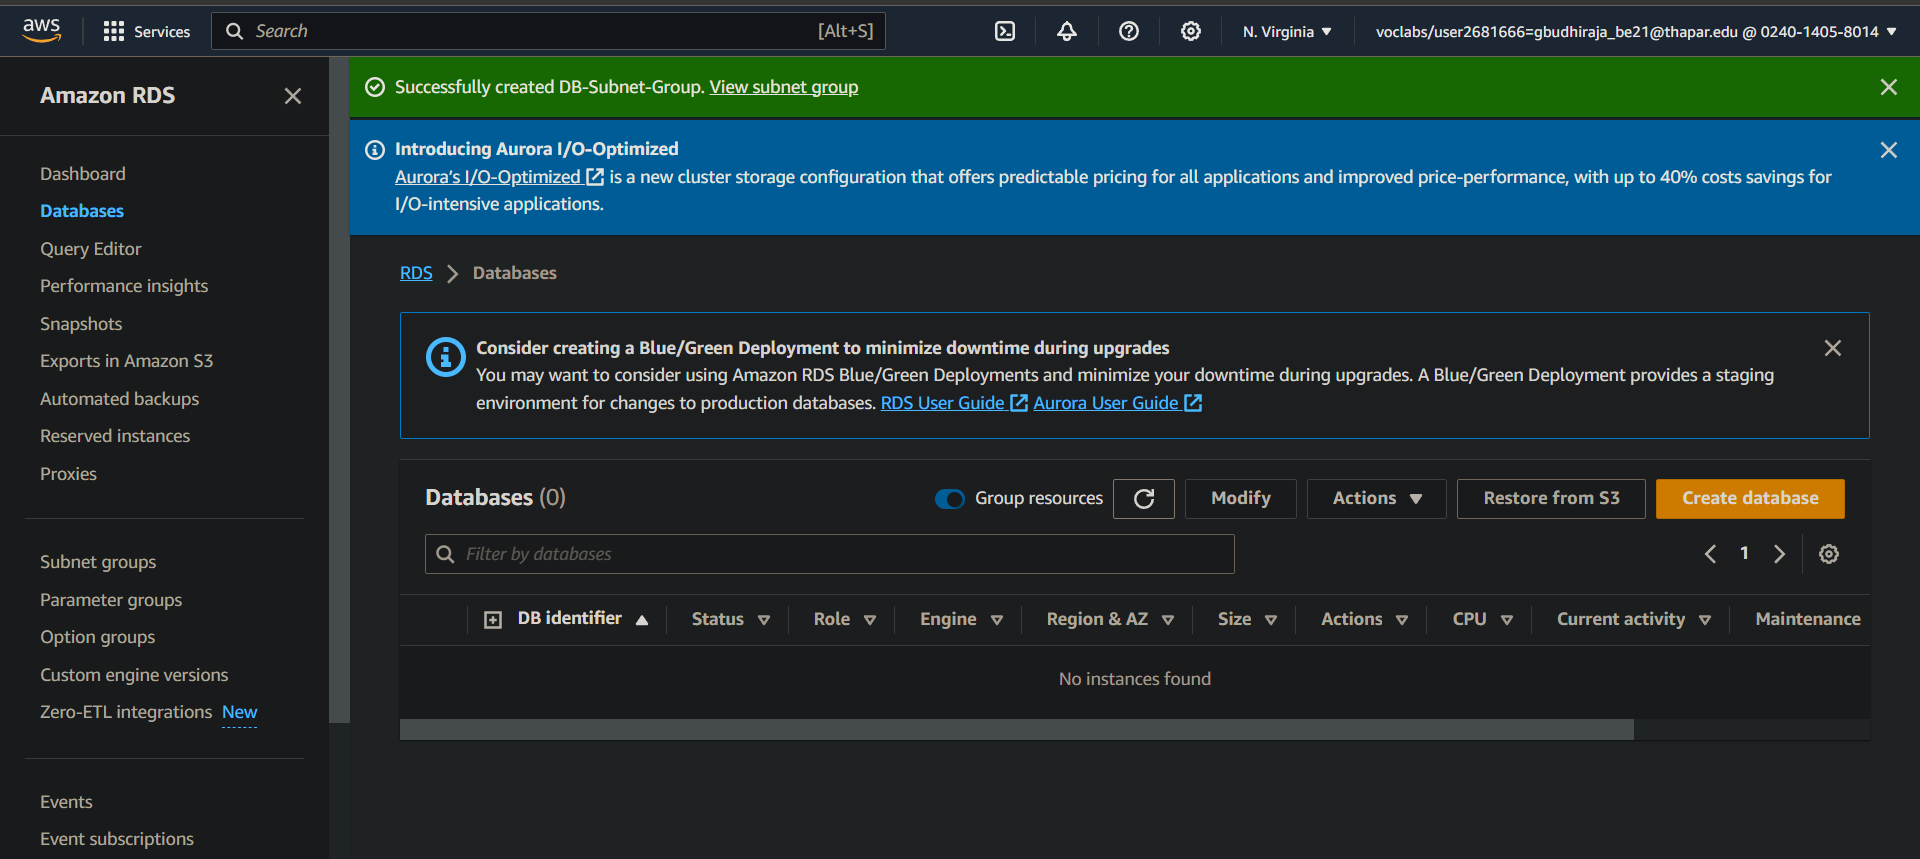 aws
Services
Search
[Alt+S]
N. Virginia
voclabs/user2681666=gbudhiraja_be21@thapar.edu @ 0240-1405-8014
Amazon RDS
Dashboard
Databases
Query Editor
Performance insights
Snapshots
Exports in Amazon S3
Automated backups
Reserved instances
Proxies
Subnet groups
Parameter groups
Option groups
Custom engine versions
Zero-ETL integrations New
Events
Event subscriptions
Successfully created DB-Subnet-Group. View subnet group
Introducing Aurora I/O-Optimized
Aurora's I/O-Optimized is a new cluster storage configuration that offers predictable pricing for all applications and improved price-performance, with up to 40% costs savings for
I/O-intensive applications.
RDS > Databases
Consider creating a Blue/Green Deployment to minimize downtime during upgrades
You may want to consider using Amazon RDS Blue/Green Deployments and minimize your downtime during upgrades. A Blue/Green Deployment provides a staging
environment for changes to production databases. RDS User Guide Aurora User Guide
Databases (0)
Group resources
Modify
Actions
Restore from S3
Create database
Filter by databases
1
DB identifier
Status
Role
Engine
Region & AZ
Size
Actions
CPU
Current activity
Maintenance
No instances found